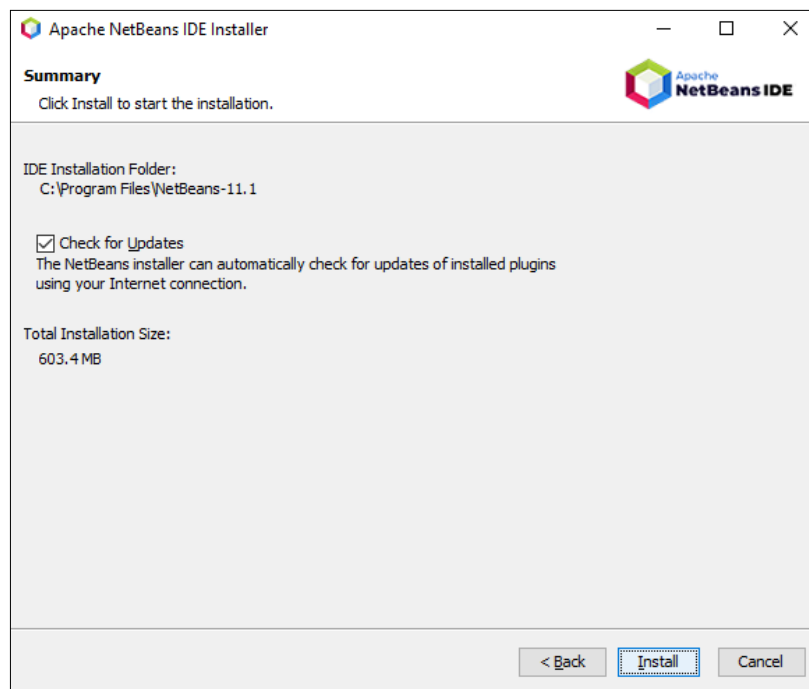 Apache NetBeans IDE Installer
Summary
Click Install to start the installation.
Apache
NetBeans IDE
IDE Installation Folder:
C:\Program Files\NetBeans-11.1
Check for Updates
The NetBeans installer can automatically check for updates of installed plugins
using your Internet connection.
Total Installation Size:
603.4 MB
< Back Install Cancel